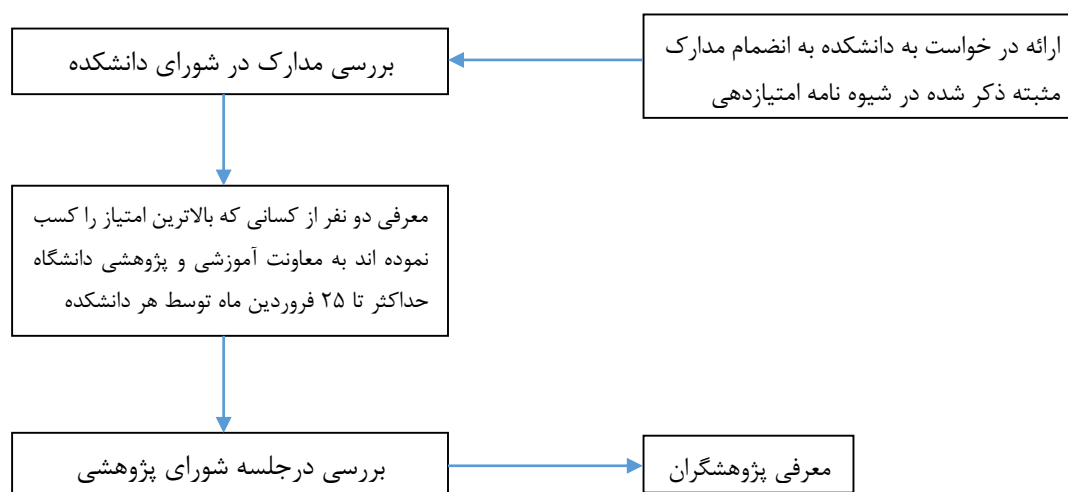 ارائه در خواست به دانشکده به انضمام مدارک
مثبته ذکر شده در شیوه نامه امتیازدهی
بررسی مدارک در شورای دانشکده
معرفی دو نفر از کسانی که بالاترین امتیاز را کسب
نموده اند به معاونت آموزشی و پژوهشی دانشگاه
حداکثر تا ۲۵ فروردین ماه توسط هر دانشکده
بررسی درجلسه شورای پژوهشی
معرفی پژوهشگران